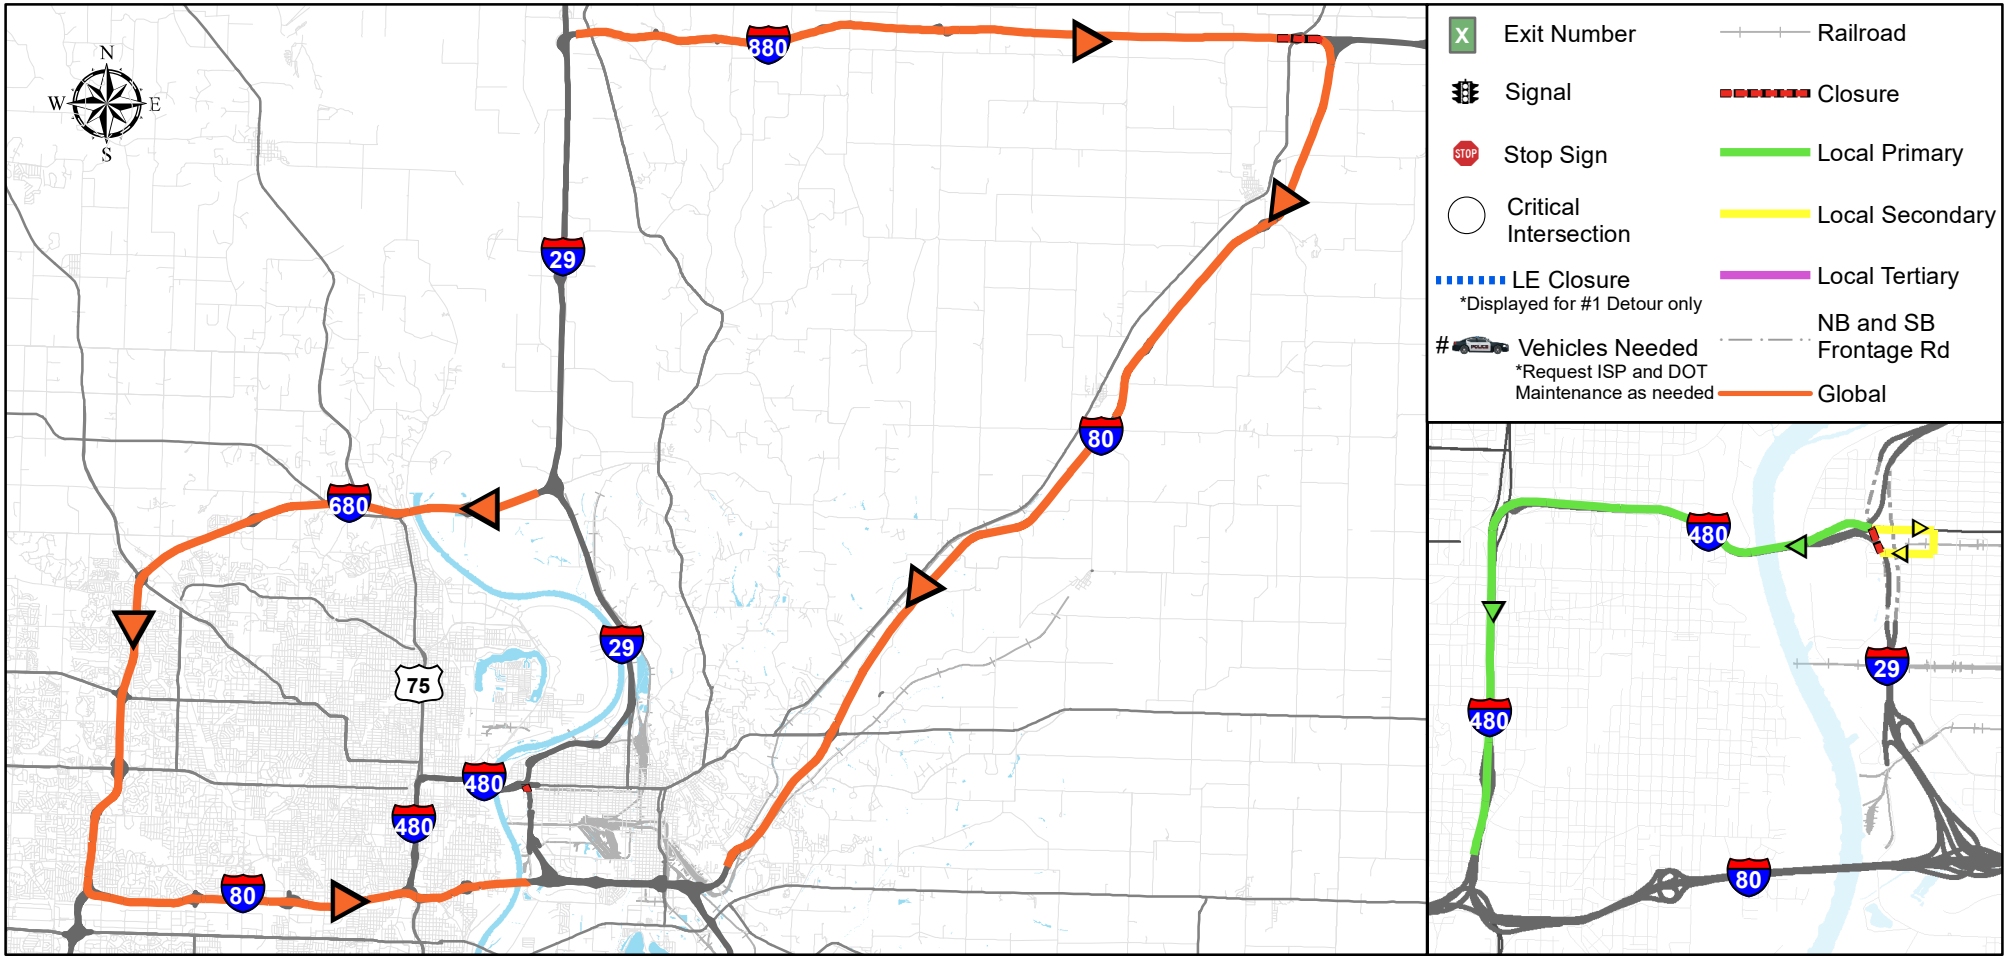 880
N
W E
S
29
80
680
29
75
480
480
80
X Exit Number
Railroad
Signal
Closure
STOP Stop Sign
Local Primary
Critical
Intersection
Local Secondary
LE Closure
*Displayed for #1 Detour only
Local Tertiary
# POLICE Vehicles Needed
*Request ISP and DOT
Maintenance as needed
NB and SB
Frontage Rd
Global
480
29
480
80